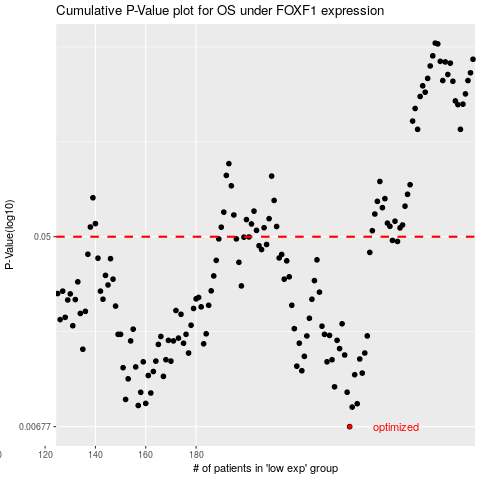 Cumulative P-Value plot for OS under FOXF1 expression
P-Value(log10)
0.05
0.00677
optimized
0 120 140 160 180
# of patients in 'low exp' group